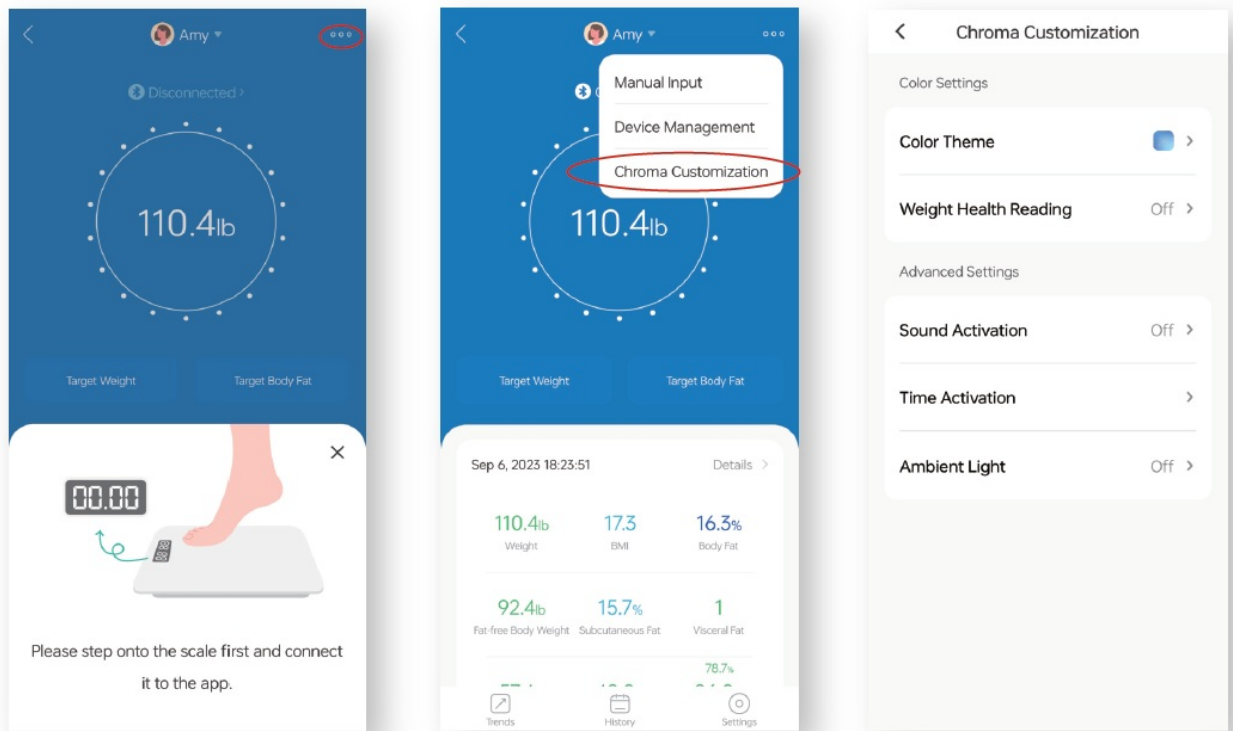 Amy
Disconnected
110.4lb
Target Weight
Target Body Fat
00.00
Please step onto the scale first and connect
it to the app.
Amy
Manual Input
Device Management
Chroma Customization
110.4lb
Target Weight
Target Body Fat
Sep 6, 2023 18:23:51
Details
110.4lb
17.3
16.3%
Weight
BMI
Body Fat
92.4lb
15.7%
1
Fat-free Body Weight
Subcutaneous Fat
Visceral Fat
78.7%
Trends
History
Settings
Chroma Customization
Color Settings
Color Theme
Weight Health Reading
Off
Advanced Settings
Sound Activation
Off
Time Activation
Ambient Light
Off